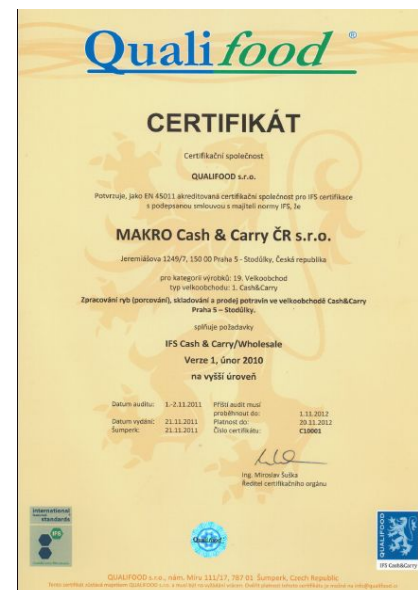 Qualifood ®
CERTIFIKÁT
Certifikační společnost
QUALIFOOD s.r.o.
Potvrzuje, jako EN 45011 akreditovaná certifikační společnost pro IFS certifikace
s podepsanou smlouvou s majiteli normy IFS, že
MAKRO Cash & Carry ČR s.r.o.
Jeremiášova 1249/7, 150 00 Praha 5 - Stodůlky, Česká republika
pro kategorii výrobků: 19. Velkoobchod
typ velkoobchodu: 1. Cash&Carry
Zpracování ryb (porcování), skladování a prodej potravin ve velkoobchodě Cash&Carry
Praha 5 – Stodůlky.
splňuje požadavky
IFS Cash & Carry/Wholesale
Verze 1, únor 2010
na vyšší úroveň
Datum auditu: 1.-2.11.2011 Příští audit musí
proběhnout do: 1.11.2012
Datum vydání: 21.11.2011 Platnost do: 20.11.2012
Šumperk: 21.11.2011 Číslo certifikátu: C10001
Ing. Miroslav Šuška
Ředitel certifikačního orgánu
international
standards
IFS
Qualifood
QUALIFOOD
IFS Cash&Carry
QUALIFOOD s.r.o., nám. Míru 111/17, 787 01 Šumperk, Czech Republic